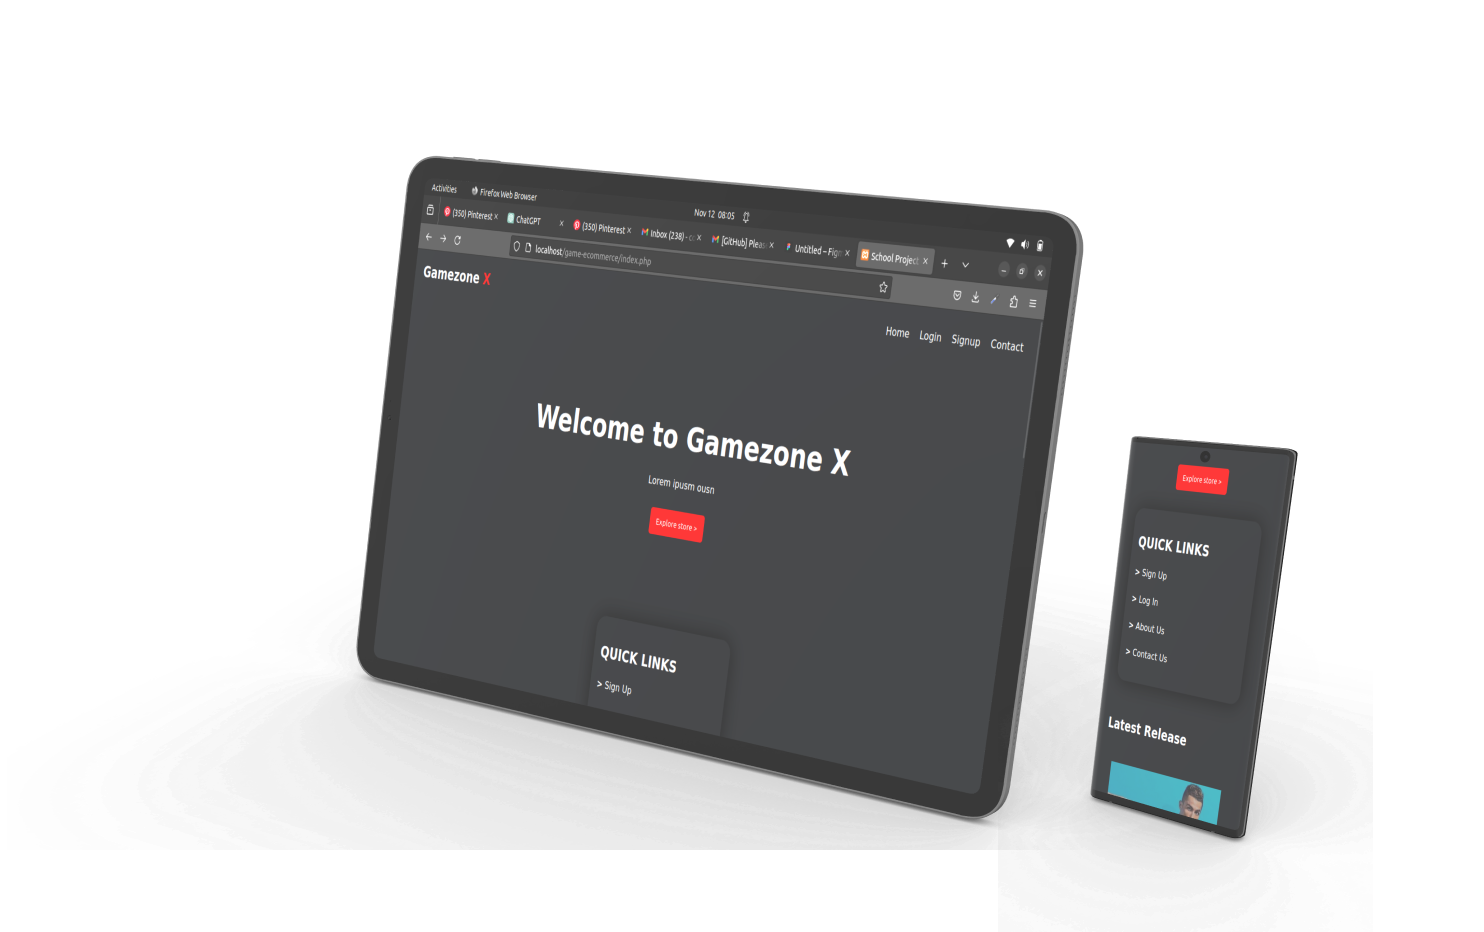 Activities Firefox Web Browser
Nov 12 08:05
(350) Pinterest
ChatGPT
(350) Pinterest
Inbox (238) -
[GitHub] Pleas
Untitled – Fig
School Project
localhost/game-ecommerce/index.php
Gamezone X
Home Login Signup Contact
Welcome to Gamezone X
Lorem ipusm ousn
Explore store >
QUICK LINKS
> Sign Up
Explore store >
QUICK LINKS
> Sign Up
> Log In
> About Us
> Contact Us
Latest Release